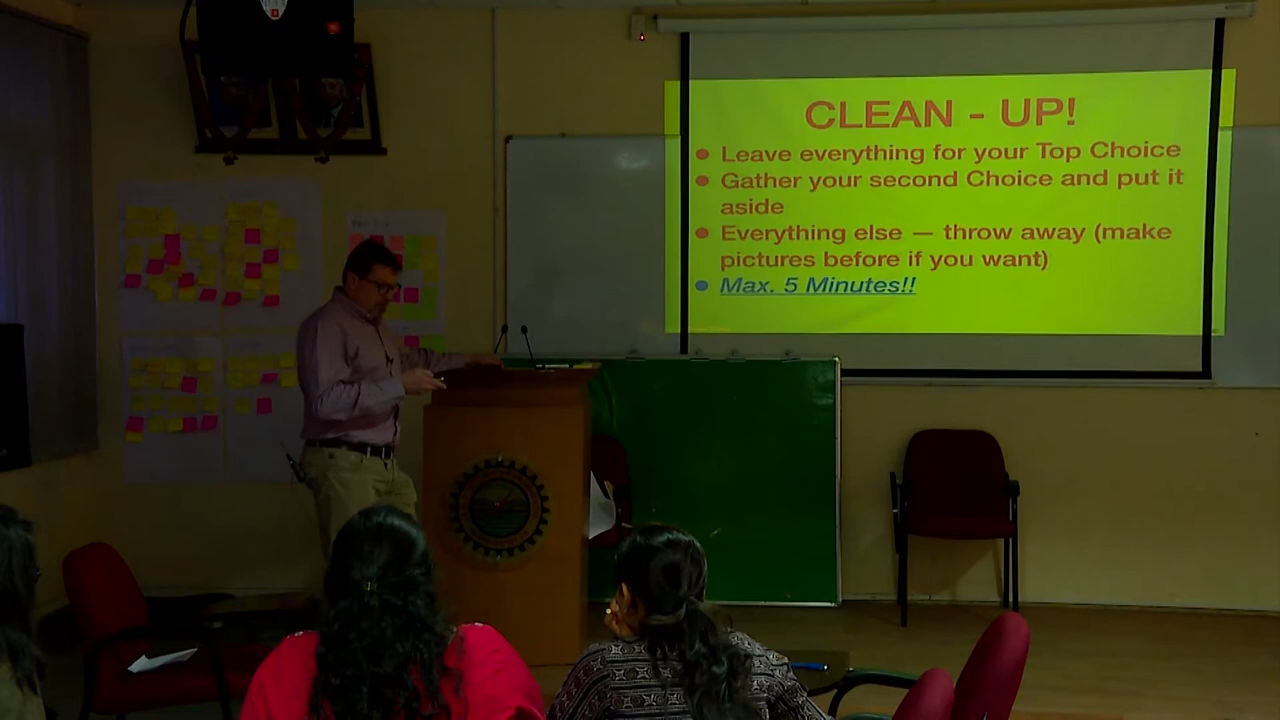 CLEAN - UP!
• Leave everything for your Top Choice
• Gather your second Choice and put it
aside
• Everything else — throw away (make
pictures before if you want)
• Max. 5 Minutes!!